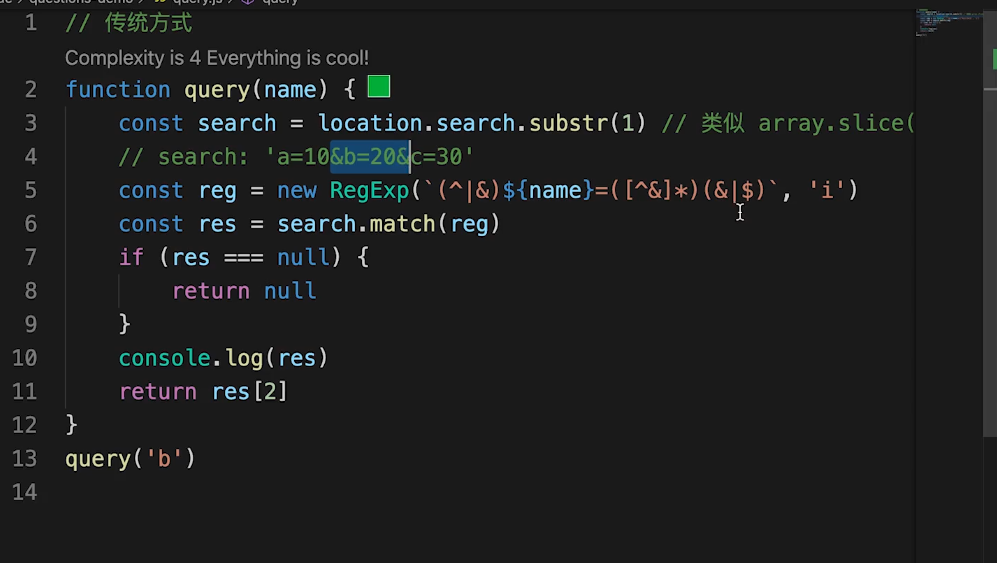 questions-demo > query.js > query
1 // 传统方式
Complexity is 4 Everything is cool!
2 function query(name) {
3 const search = location.search.substr(1) // 类似 array.slice(
4 // search: 'a=10&b=20&c=30'
5 const reg = new RegExp(`(^|&)${name}=([^&]*)(&|$)`, 'i')
6 const res = search.match(reg)
7 if (res === null) {
8 return null
9 }
10 console.log(res)
11 return res[2]
12 }
13 query('b')
14